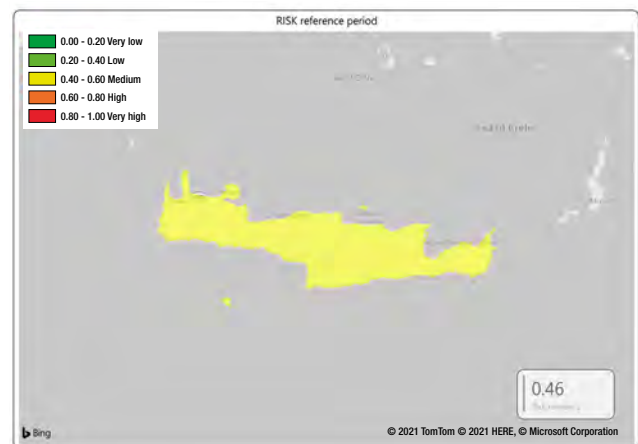 RISK reference period
0.00 - 0.20 Very low
0.20 - 0.40 Low
0.40 - 0.60 Medium
0.60 - 0.80 High
0.80 - 1.00 Very high
0.46
Bing
© 2021 TomTom © 2021 HERE, © Microsoft Corporation